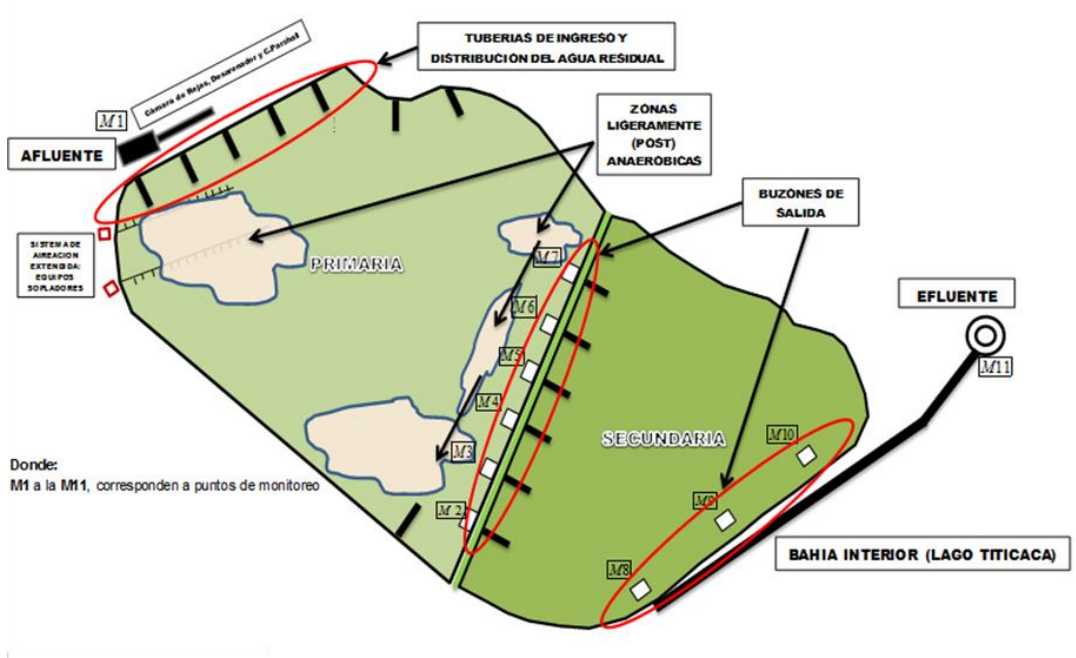 TUBERIAS DE INGRESO Y
DISTRIBUCIÓN DEL AGUA RESIDUAL
Cámara de Rejas, Desarenador y C.Parshall
M1
AFLUENTE
ZONAS
LIGERAMENTE
(POST)
ANAERÓBICAS
BUZÓNES DE
SALIDA
SISTEMA DE
AIREACION
EXTENDIDA:
EQUIPOS
SOPLADORES
PRIMARIA
M7
M6
M5
M4
M3
M 2
EFLUENTE
M11
SECUNDARIA
M10
M9
M8
Donde:
M1 a la M11, corresponden a puntos de monitoreo
BAHIA INTERIOR (LAGO TITICACA)